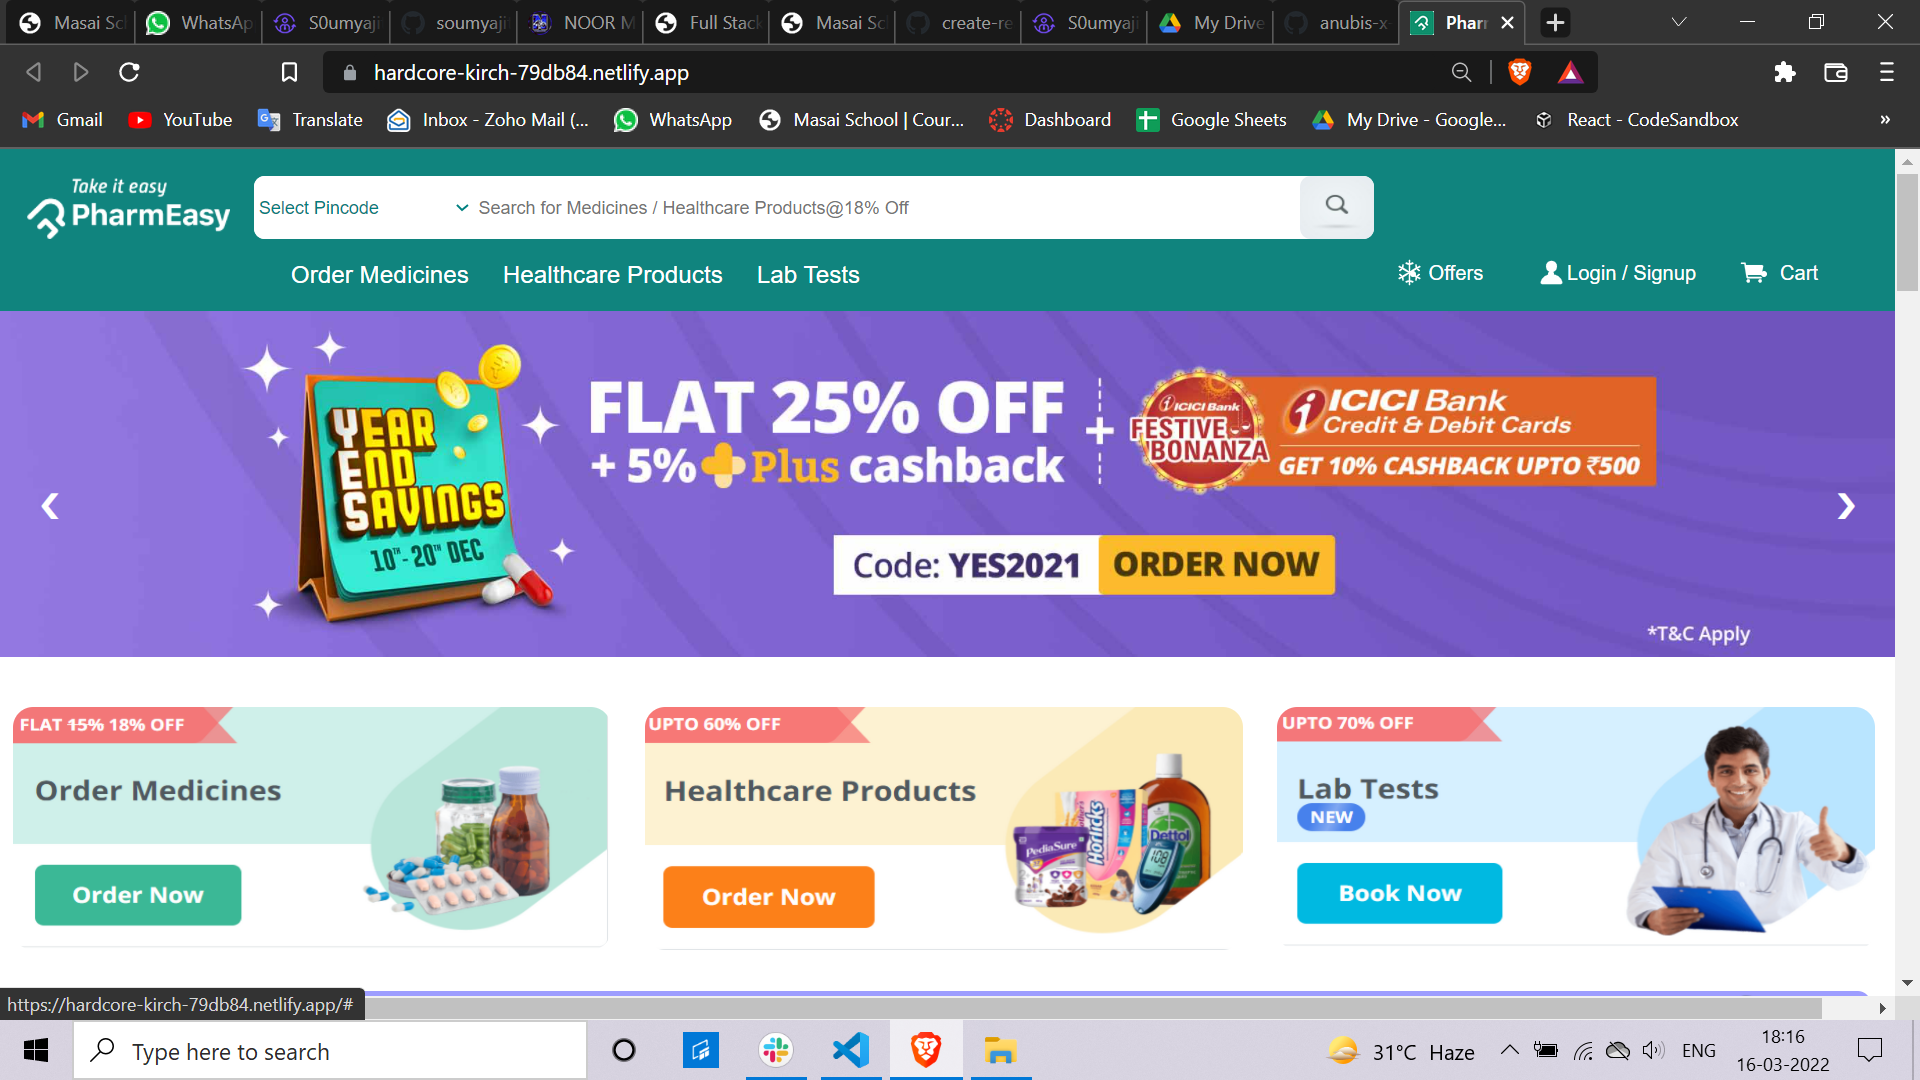 Masai Sc
WhatsAp
S0umyaji
soumyaji
NOOR M
Full Stack
Masai Sc
create-re
S0umyaji
My Drive
anubis-x-
Pharm
hardcore-kirch-79db84.netlify.app
Gmail
YouTube
Translate
Inbox - Zoho Mail (...
WhatsApp
Masai School | Cour...
Dashboard
Google Sheets
My Drive - Google...
React - CodeSandbox
»
Take it easy
PharmEasy
Select Pincode
Search for Medicines / Healthcare Products@18% Off
Order Medicines
Healthcare Products
Lab Tests
Offers
Login / Signup
Cart
YEAR
END
SAVINGS
10TH - 20TH DEC
FLAT 25% OFF
+ 5% Plus cashback
+
ICICI Bank
FESTIVE
BONANZA
ICICI Bank
Credit & Debit Cards
GET 10% CASHBACK UPTO ₹500
Code: YES2021
ORDER NOW
*T&C Apply
FLAT 15% 18% OFF
Order Medicines
Order Now
UPTO 60% OFF
Healthcare Products
PediaSure
Horlicks
Dettol
108
Order Now
UPTO 70% OFF
Lab Tests
NEW
Book Now
https://hardcore-kirch-79db84.netlify.app/#
Type here to search
31°C Haze
ENG
18:16
16-03-2022